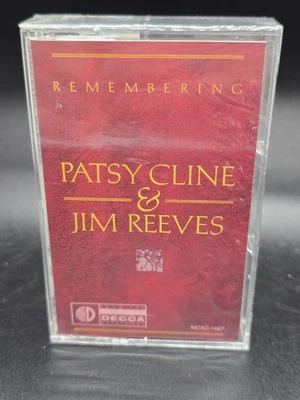 REMEMBERING
PATSY CLINE
&
JIM REEVES
DECCA